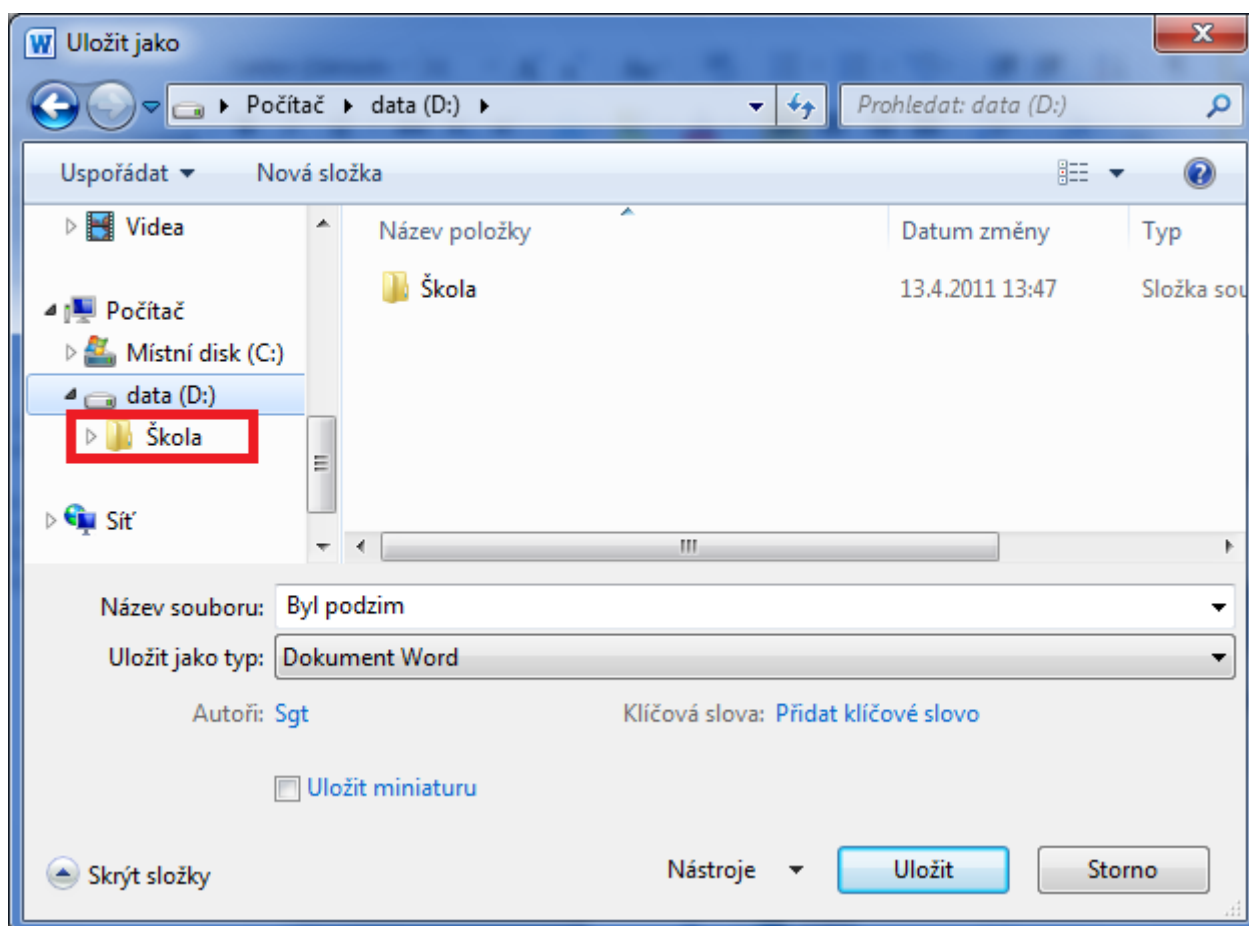 Uložit jako
Počítač data (D:)
Prohledat: data (D:)
Uspořádat
Nová složka
Videa
Počítač
Místní disk (C:)
data (D:)
Škola
Síť
Název položky
Datum změny
Typ
Škola
13.4.2011 13:47
Složka sou
Název souboru: Byl podzim
Uložit jako typ: Dokument Word
Autoři: Sgt
Klíčová slova: Přidat klíčové slovo
Uložit miniaturu
Skrýt složky
Nástroje
Uložit
Storno